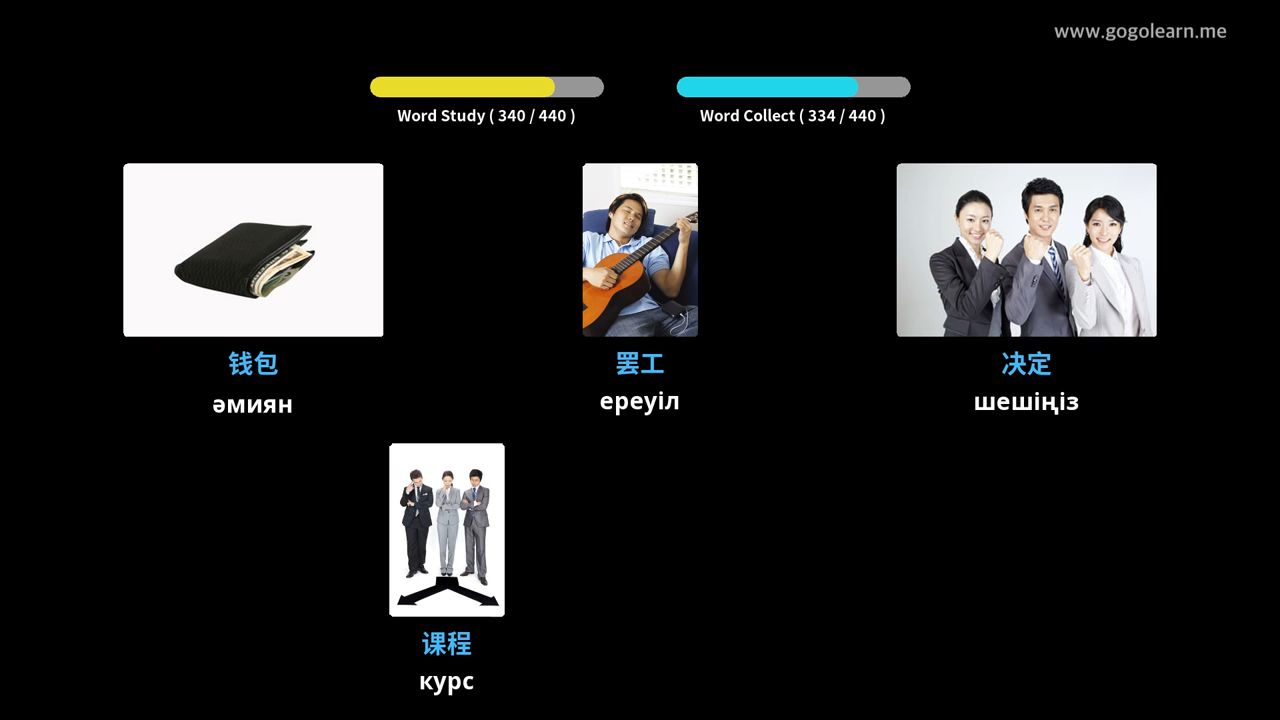 www.gogolearn.me
Word Study ( 340 / 440 )
Word Collect ( 334 / 440 )
钱包
әмиян
罢工
ереуіл
决定
шешіңіз
课程
курс